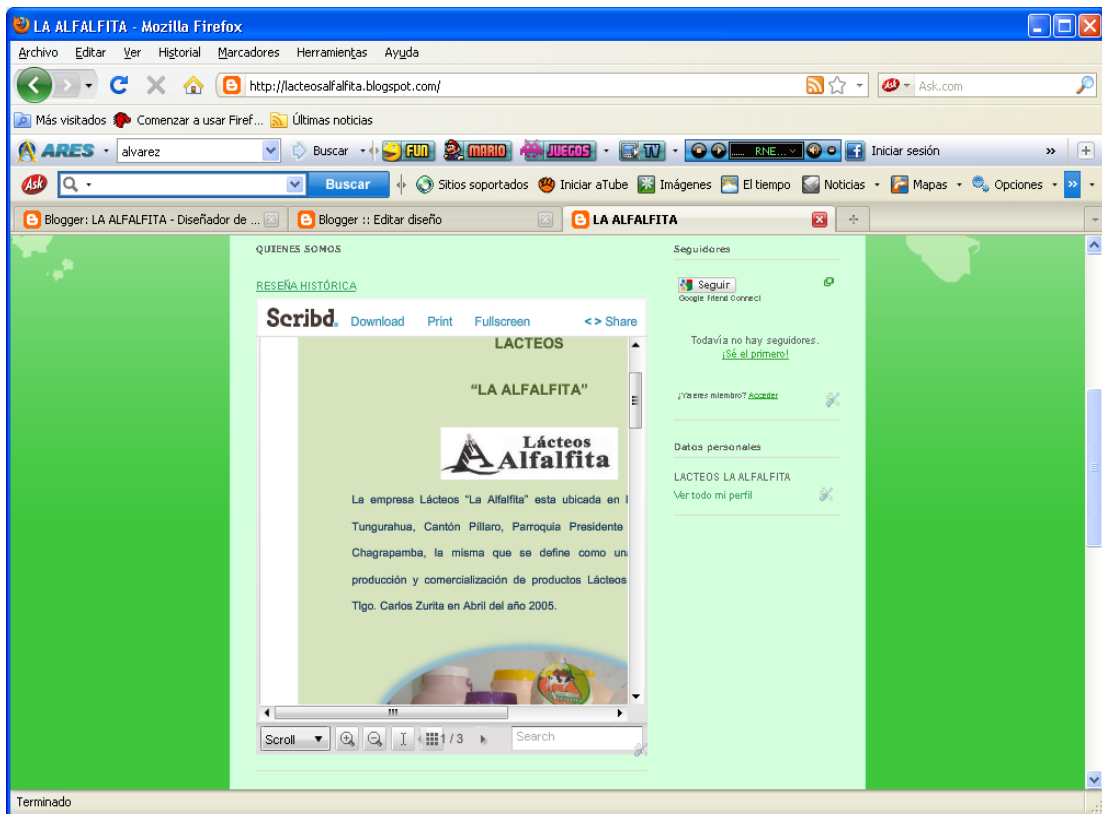 LA ALFALFITA - Mozilla Firefox
Archivo Editar Ver Historial Marcadores Herramientas Ayuda
http://lacteosalfalfita.blogspot.com/ Ask.com
Más visitados Comenzar a usar Firef... Últimas noticias
ARES alvarez Buscar FUN MARIO JUEGOS TV RNE... Iniciar sesión »
Ask Buscar Sitios soportados Iniciar aTube Imágenes El tiempo Noticias Mapas Opciones »
Blogger: LA ALFALFITA - Diseñador de ... Blogger :: Editar diseño LA ALFALFITA
QUIENES SOMOS
RESEÑA HISTÓRICA
Scribd. Download Print Fullscreen <> Share
LACTEOS
“LA ALFALFITA”
Lácteos
Alfalfita
La empresa Lácteos “La Alfalfita” esta ubicada en l
Tungurahua, Cantón Píllaro, Parroquia Presidente
Chagrapamba, la misma que se define como un
producción y comercialización de productos Lácteos
Tlgo. Carlos Zurita en Abril del año 2005.
Scroll 1 / 3 Search
Seguidores
Seguir
Google Friend Connect
Todavía no hay seguidores.
¡Sé el primero!
¿Ya eres miembro? Acceder
Datos personales
LACTEOS LA ALFALFITA
Ver todo mi perfil
Terminado